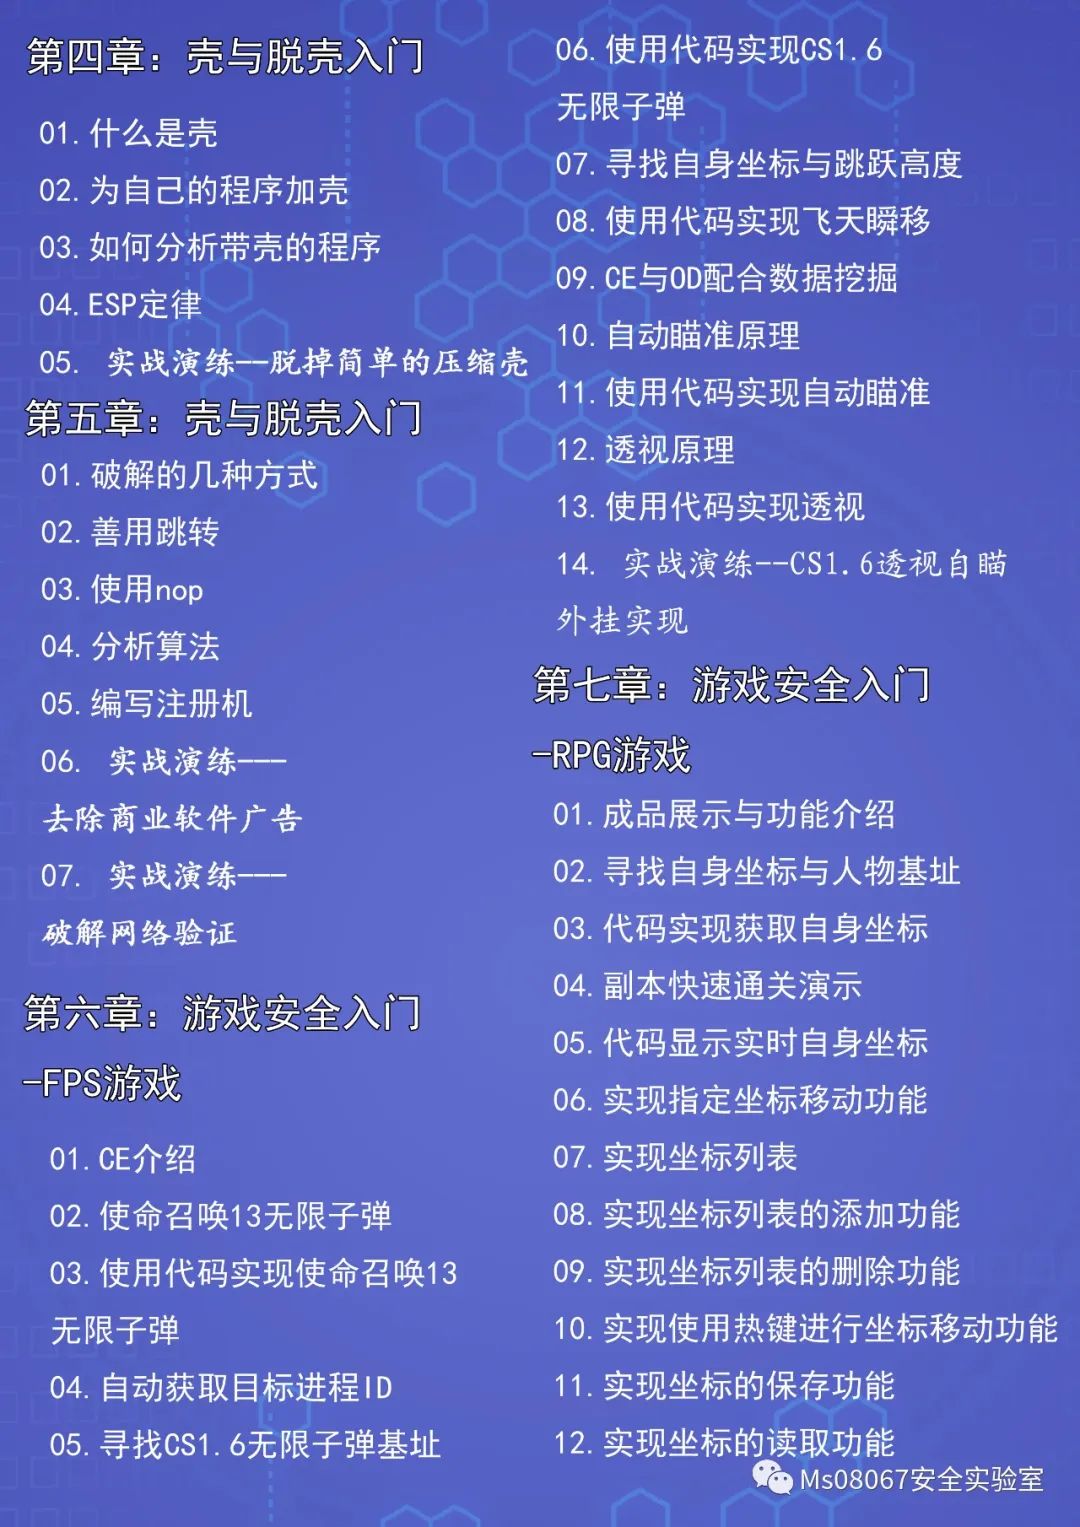 第四章：壳与脱壳入门
01.什么是壳
02.为自己的程序加壳
03.如何分析带壳的程序
04.ESP定律
05. 实战演练--脱掉简单的压缩壳
第五章：壳与脱壳入门
01.破解的几种方式
02.善用跳转
03.使用nop
04.分析算法
05.编写注册机
06. 实战演练---
去除商业软件广告
07. 实战演练---
破解网络验证
第六章：游戏安全入门
-FPS游戏
01.CE介绍
02.使命召唤13无限子弹
03.使用代码实现使命召唤13
无限子弹
04.自动获取目标进程ID
05.寻找CS1.6无限子弹基址
06.使用代码实现CS1.6
无限子弹
07.寻找自身坐标与跳跃高度
08.使用代码实现飞天瞬移
09.CE与OD配合数据挖掘
10.自动瞄准原理
11.使用代码实现自动瞄准
12.透视原理
13.使用代码实现透视
14. 实战演练--CS1.6透视自瞄
外挂实现
第七章：游戏安全入门
-RPG游戏
01.成品展示与功能介绍
02.寻找自身坐标与人物基址
03.代码实现获取自身坐标
04.副本快速通关演示
05.代码显示实时自身坐标
06.实现指定坐标移动功能
07.实现坐标列表
08.实现坐标列表的添加功能
09.实现坐标列表的删除功能
10.实现使用热键进行坐标移动功能
11.实现坐标的保存功能
12.实现坐标的读取功能
Ms08067安全实验室